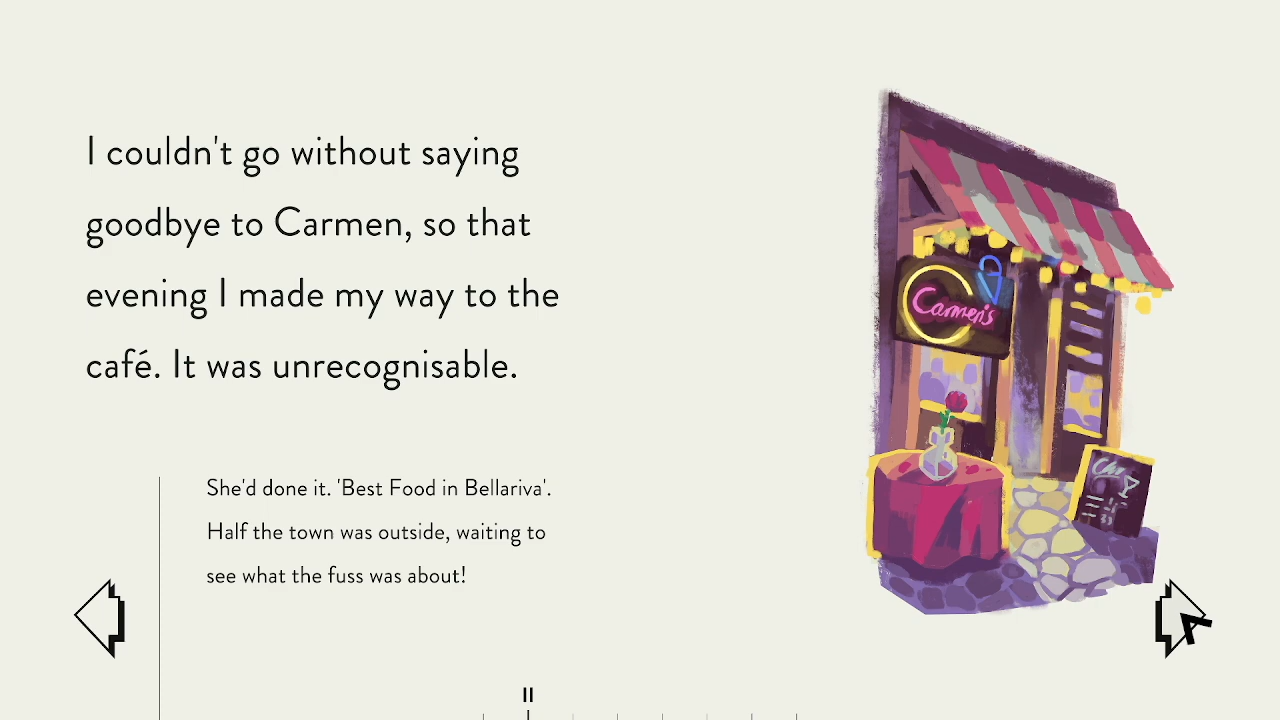 I couldn't go without saying
goodbye to Carmen, so that
evening I made my way to the
café. It was unrecognisable.
She'd done it. 'Best Food in Bellariva'.
Half the town was outside, waiting to
see what the fuss was about!
Carmen's
II